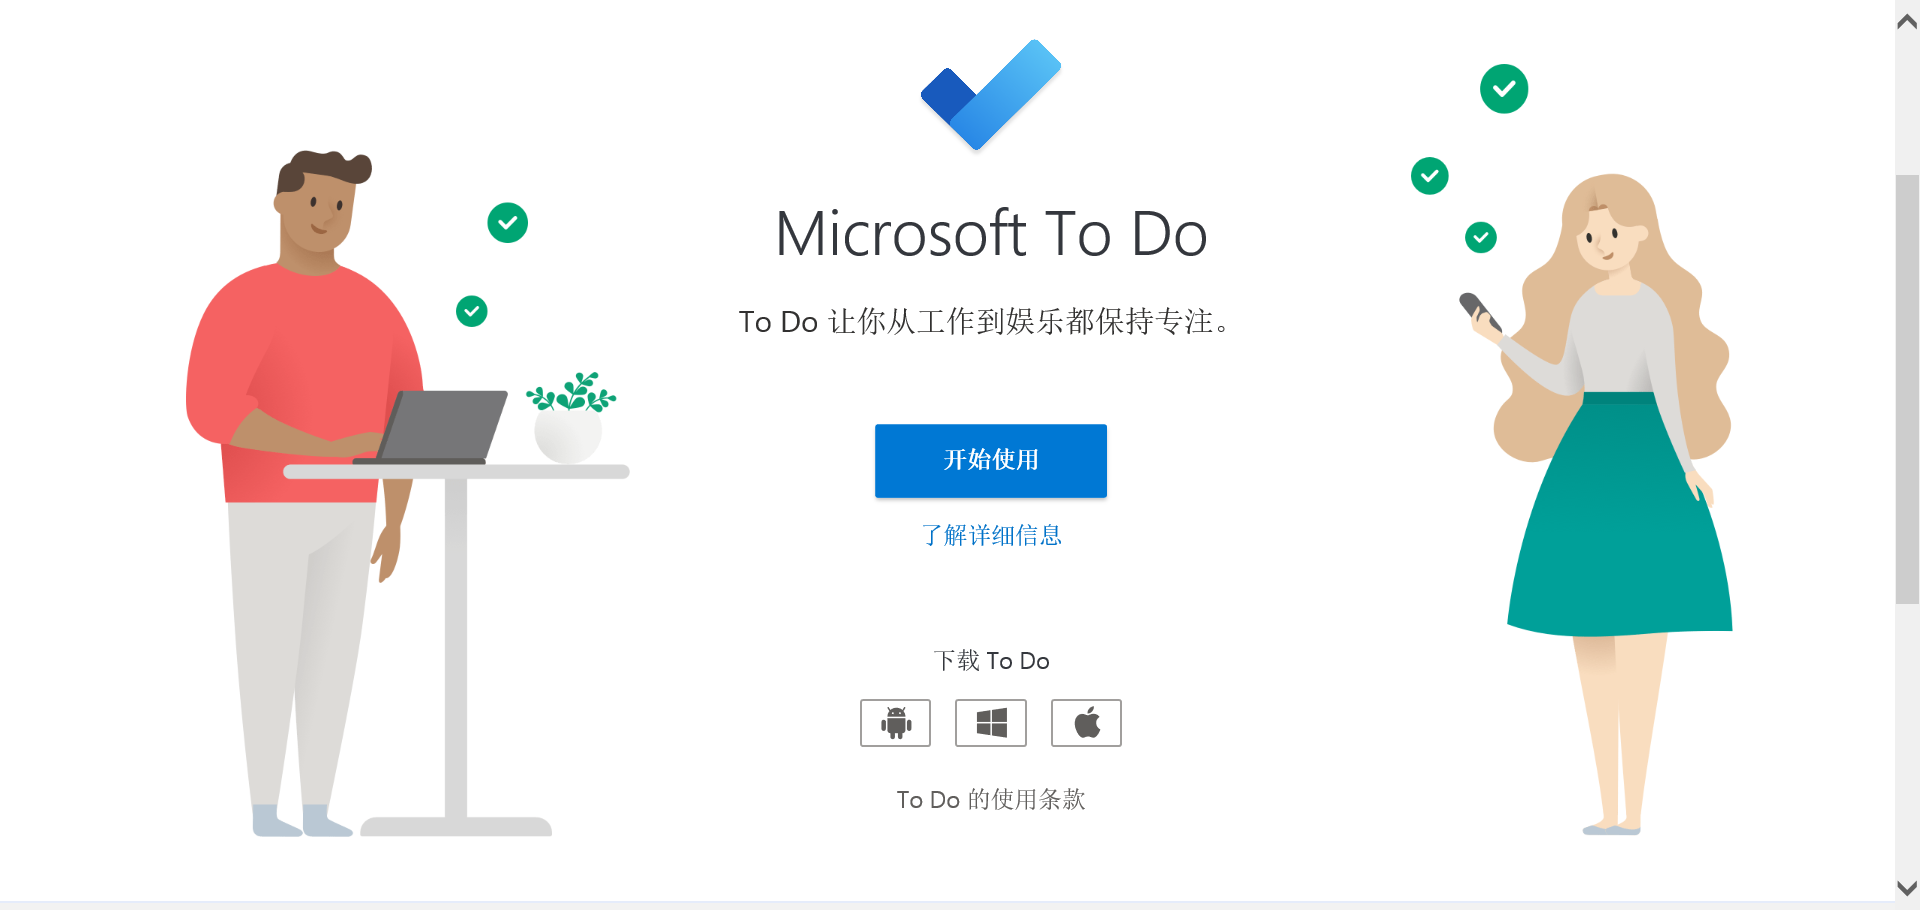 Microsoft To Do
To Do 让你从工作到娱乐都保持专注。
开始使用
了解详细信息
下载 To Do
To Do 的使用条款